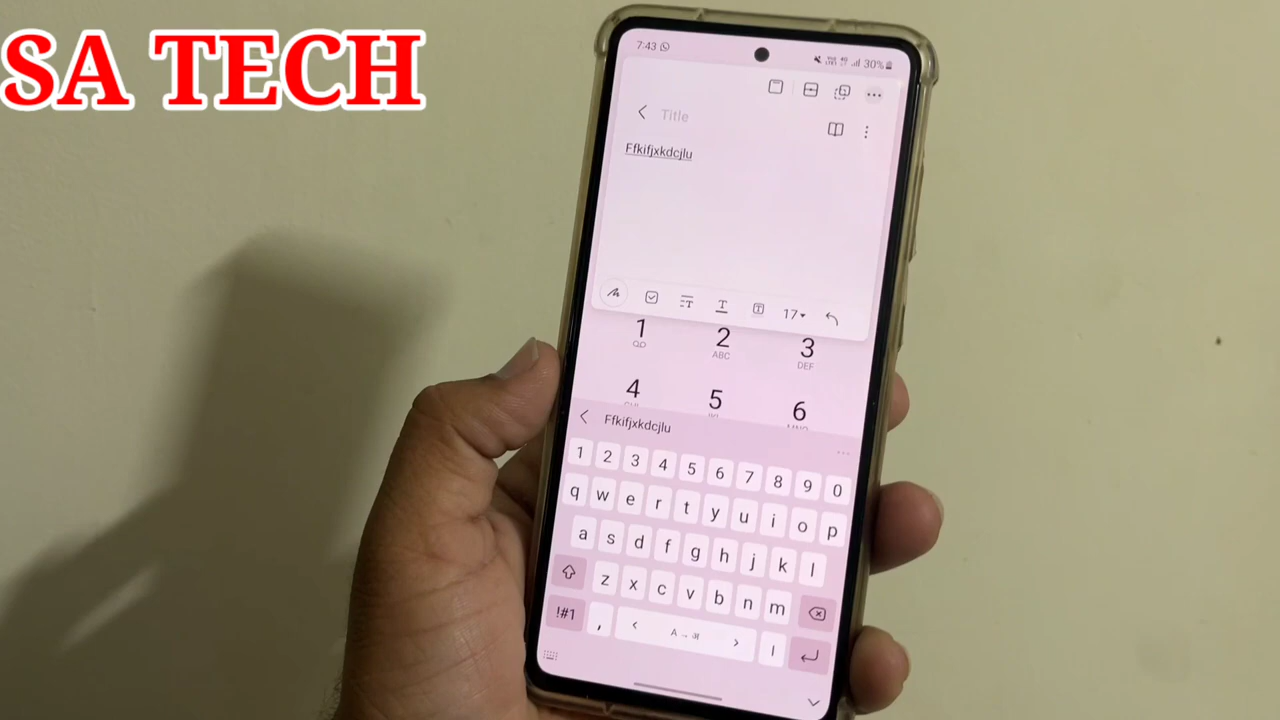 SA TECH
7:43 30%
Title
Ffkifjxkdcjlu
17
1 2 3
QD ABC DEF
4 5 6
Ffkifjxkdcjlu
1 2 3 4 5 6 7 8 9 0
q w e r t y u i o p
a s d f g h j k l
z x c v b n m
!#1 , < A → अ > ।